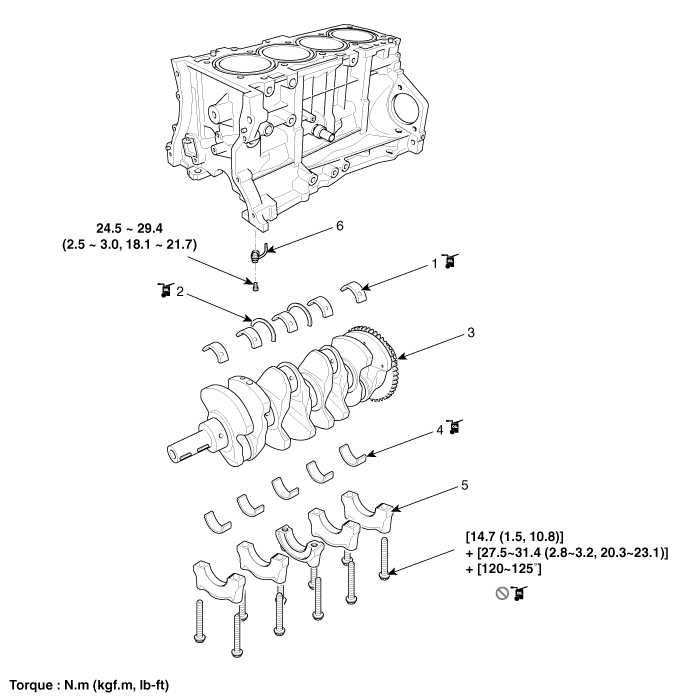 6
24.5 ~ 29.4
(2.5 ~ 3.0, 18.1 ~ 21.7)
1
2
3
4
5
[14.7 (1.5, 10.8)]
+ [27.5~31.4 (2.8~3.2, 20.3~23.1)]
+ [120~125°]
Torque : N.m (kgf.m, lb-ft)